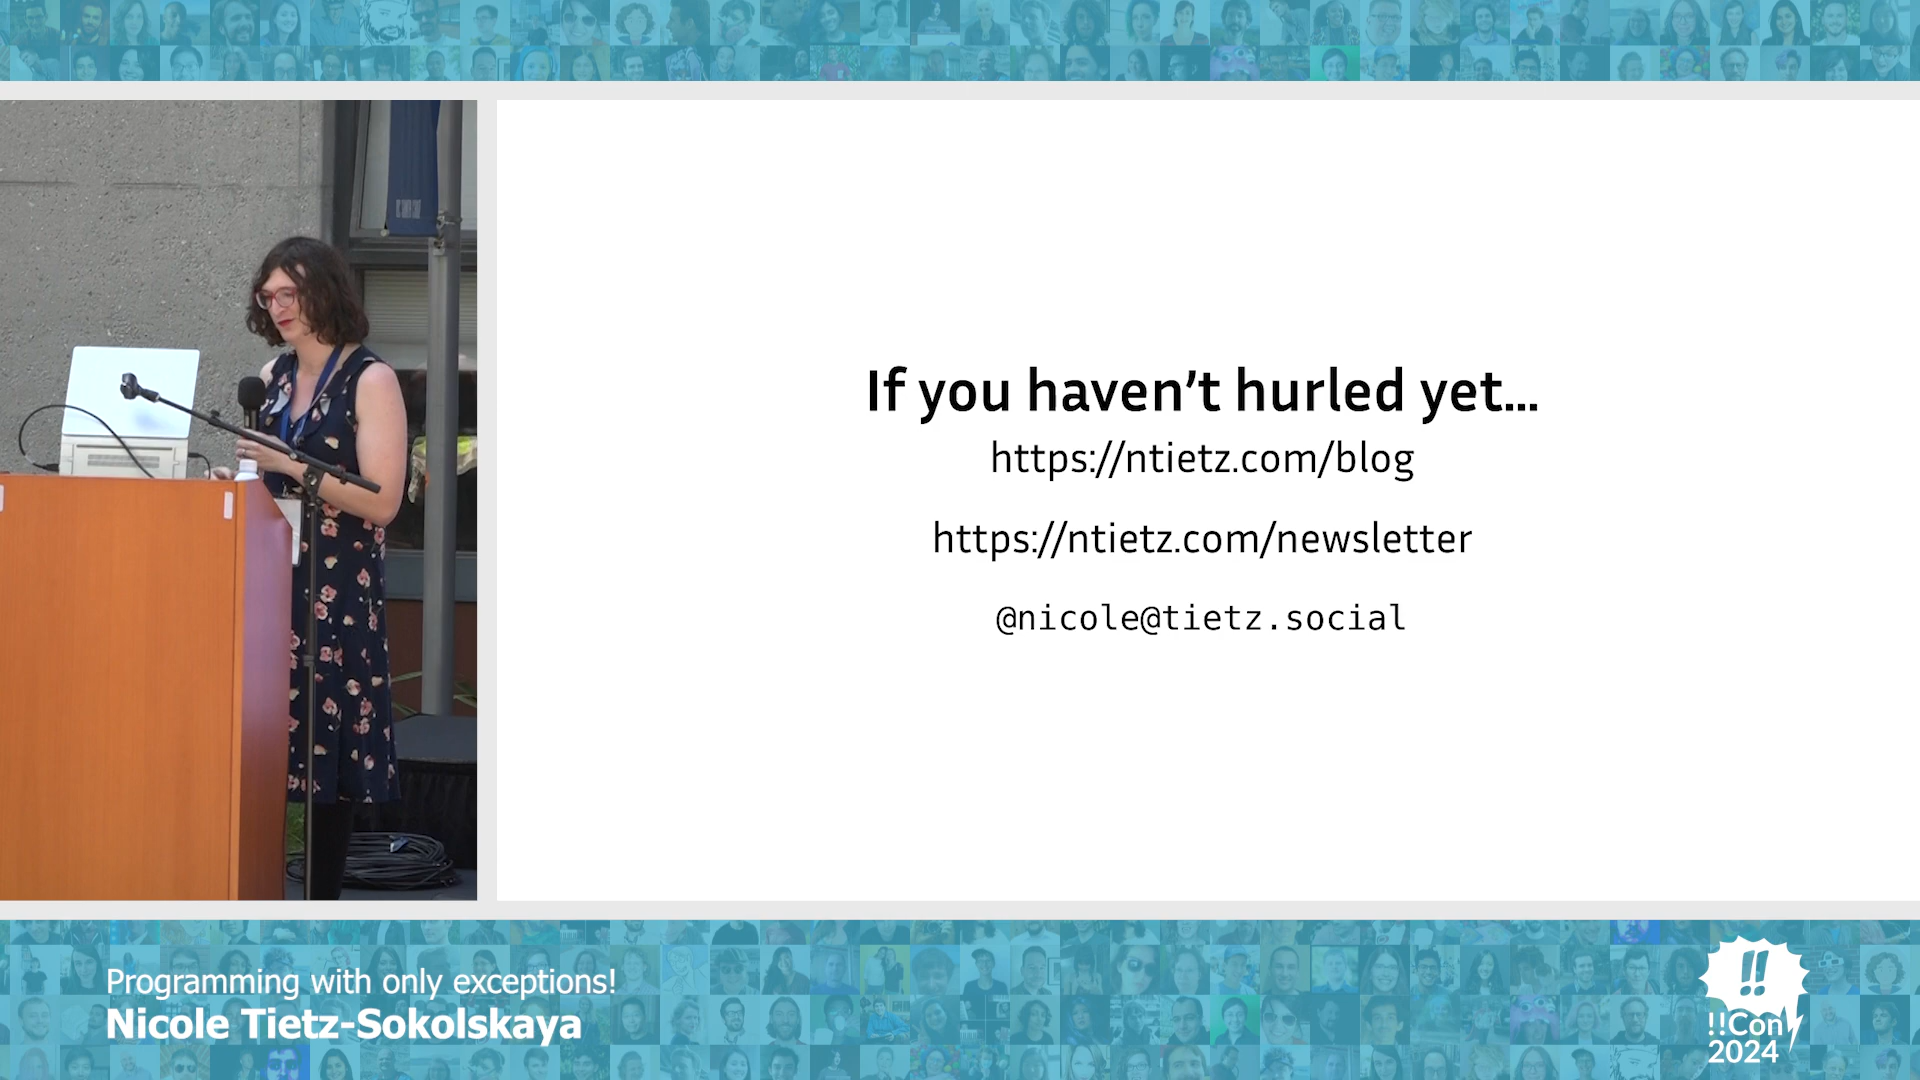 If you haven’t hurled yet...
https://ntietz.com/blog
https://ntietz.com/newsletter
@nicole@tietz.social
Programming with only exceptions!
Nicole Tietz-Sokolskaya
!!
!!Con
2024